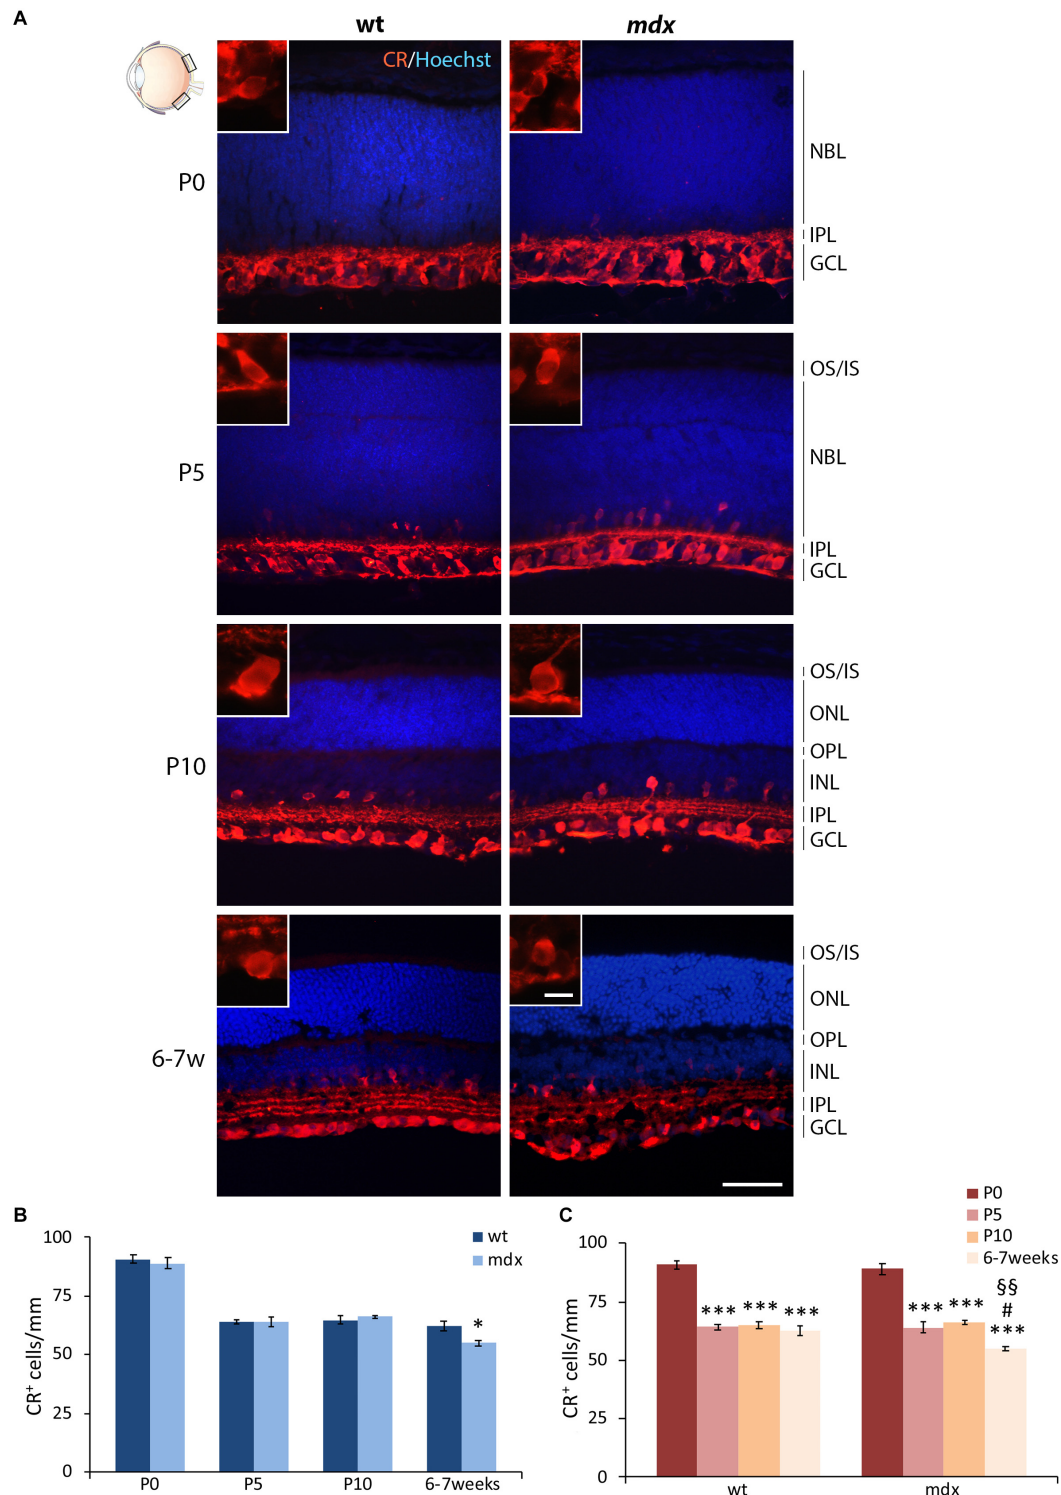 A
wt
mdx
CR/Hoechst
P0
NBL
IPL
GCL
P5
OS/IS
NBL
IPL
GCL
P10
OS/IS
ONL
OPL
INL
IPL
GCL
6-7w
OS/IS
ONL
OPL
INL
IPL
GCL
B
100
75
50
25
0
CR+ cells/mm
wt
mdx
*
P0
P5
P10
6-7weeks
C
P0
P5
P10
6-7weeks
100
75
50
25
0
CR+ cells/mm
*** *** ***
*** ***
§§
#
***
wt
mdx